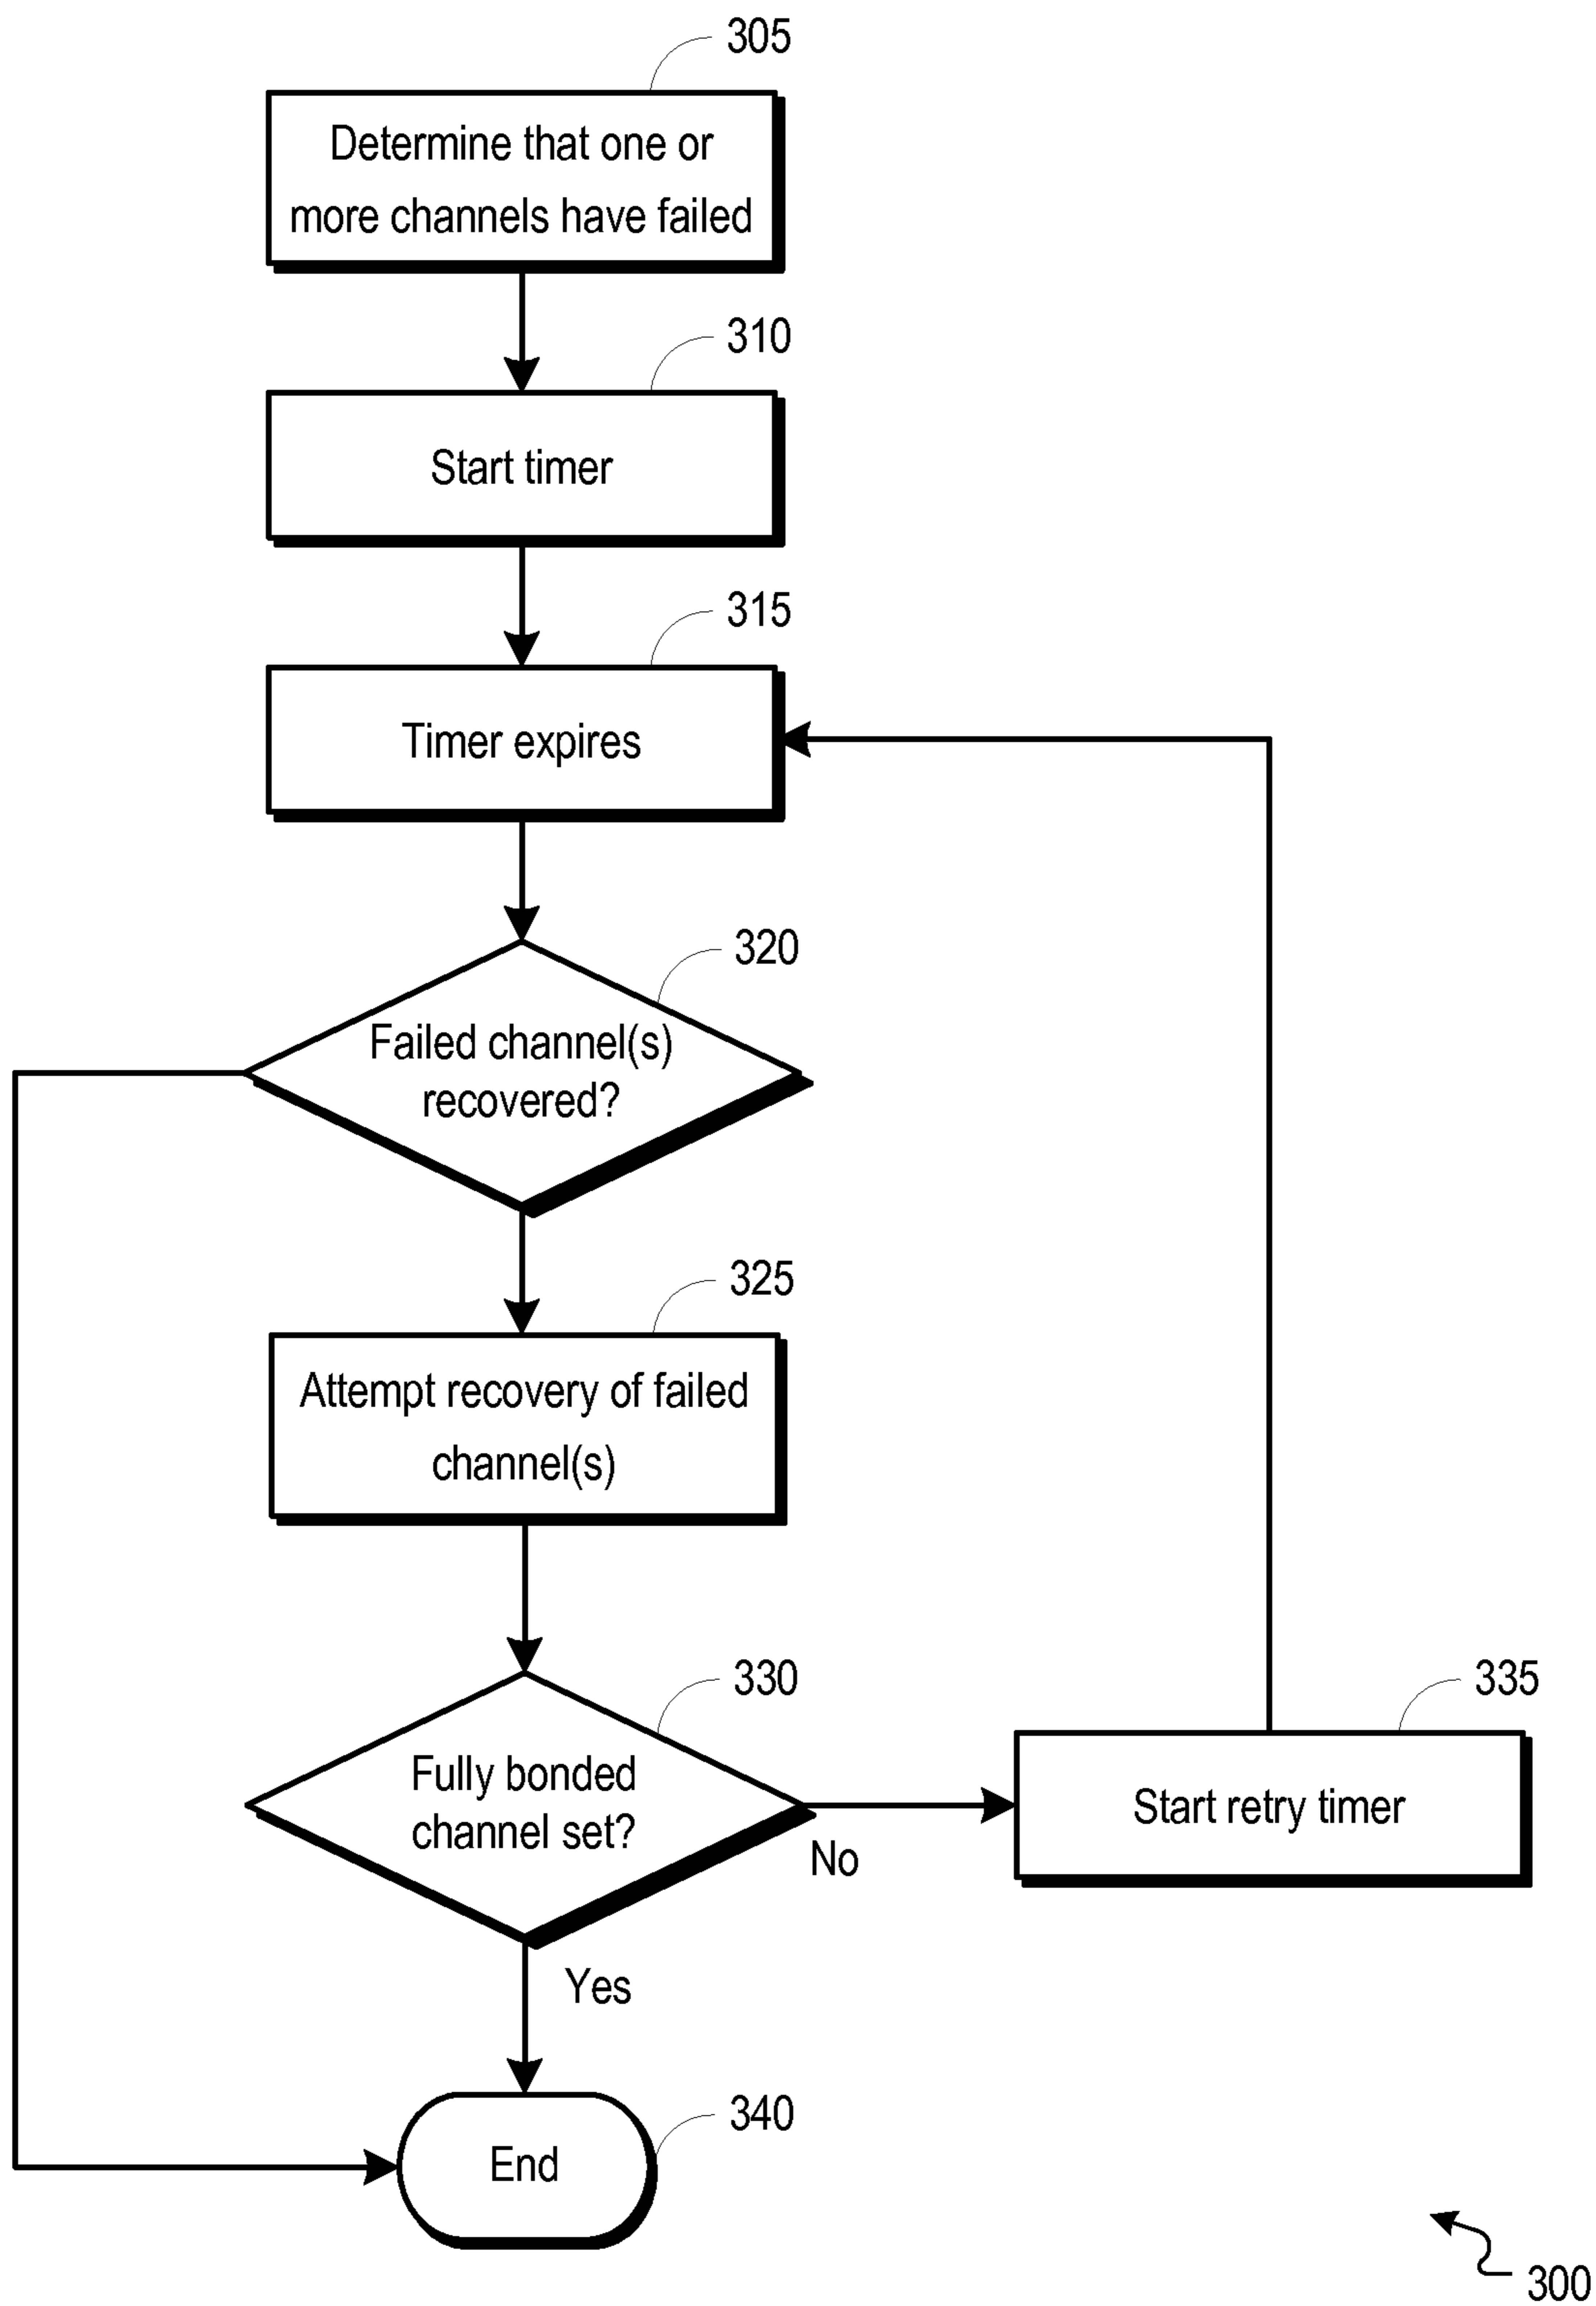 305
Determine that one or
more channels have failed
310
Start timer
315
Timer expires
320
Failed channel(s)
recovered?
325
Attempt recovery of failed
channel(s)
330
Fully bonded
channel set?
No
335
Start retry timer
Yes
340
End
300